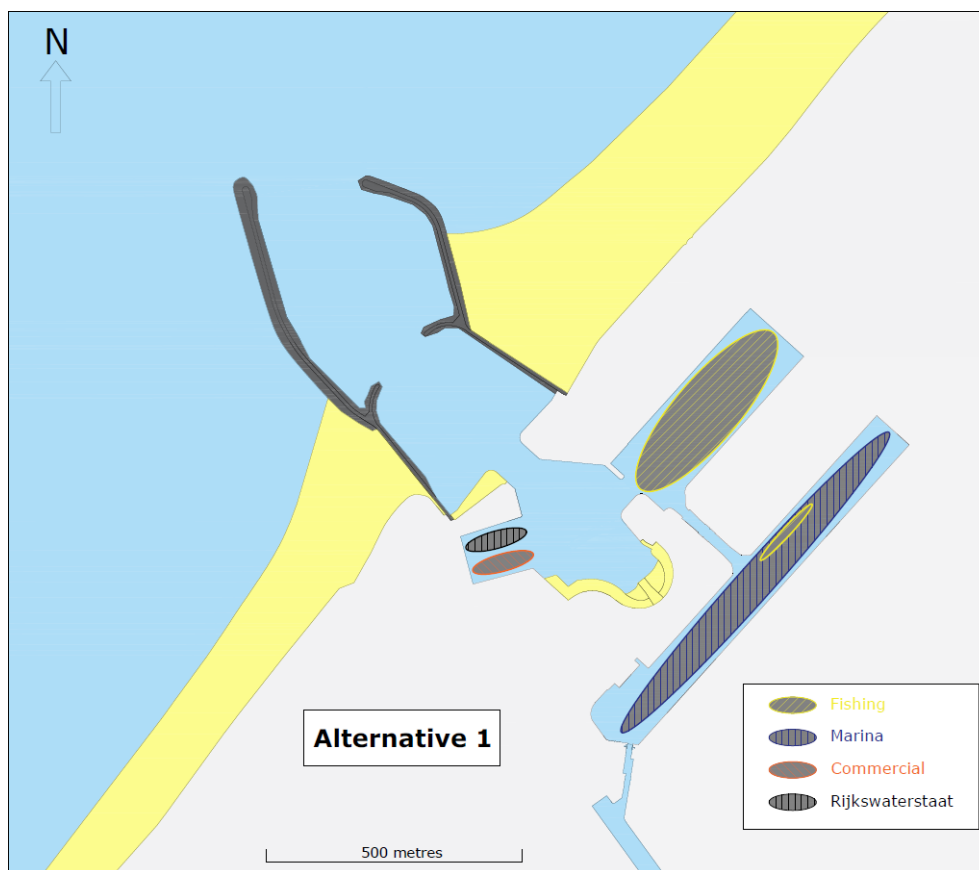 N
Alternative 1
500 metres
Fishing
Marina
Commercial
Rijkswaterstaat